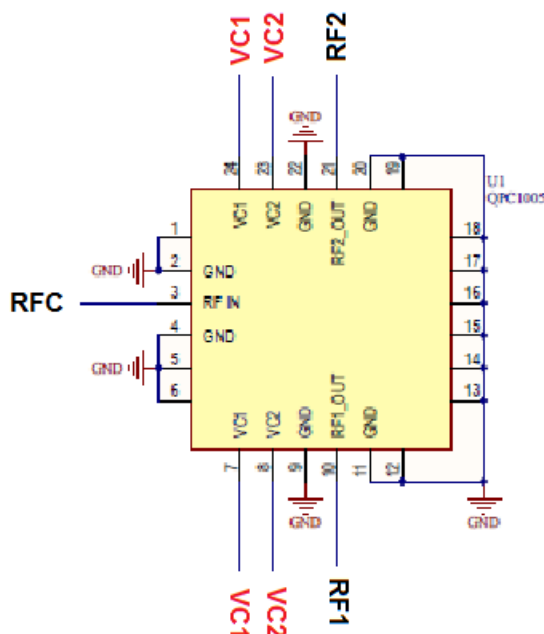 VC1 VC2 RF2
GND
24 23 22 21 20 19
U1
QPC1005
VC1 VC2 GND RF2_OUT GND
1 18
2 GND 17
GND
RFC 3 RF IN 16
4 GND 15
GND 5 14
6 13
VC1 VC2 GND RF1_OUT GND
7 8 9 10 11 12
GND GND
VC1 VC2 RF1